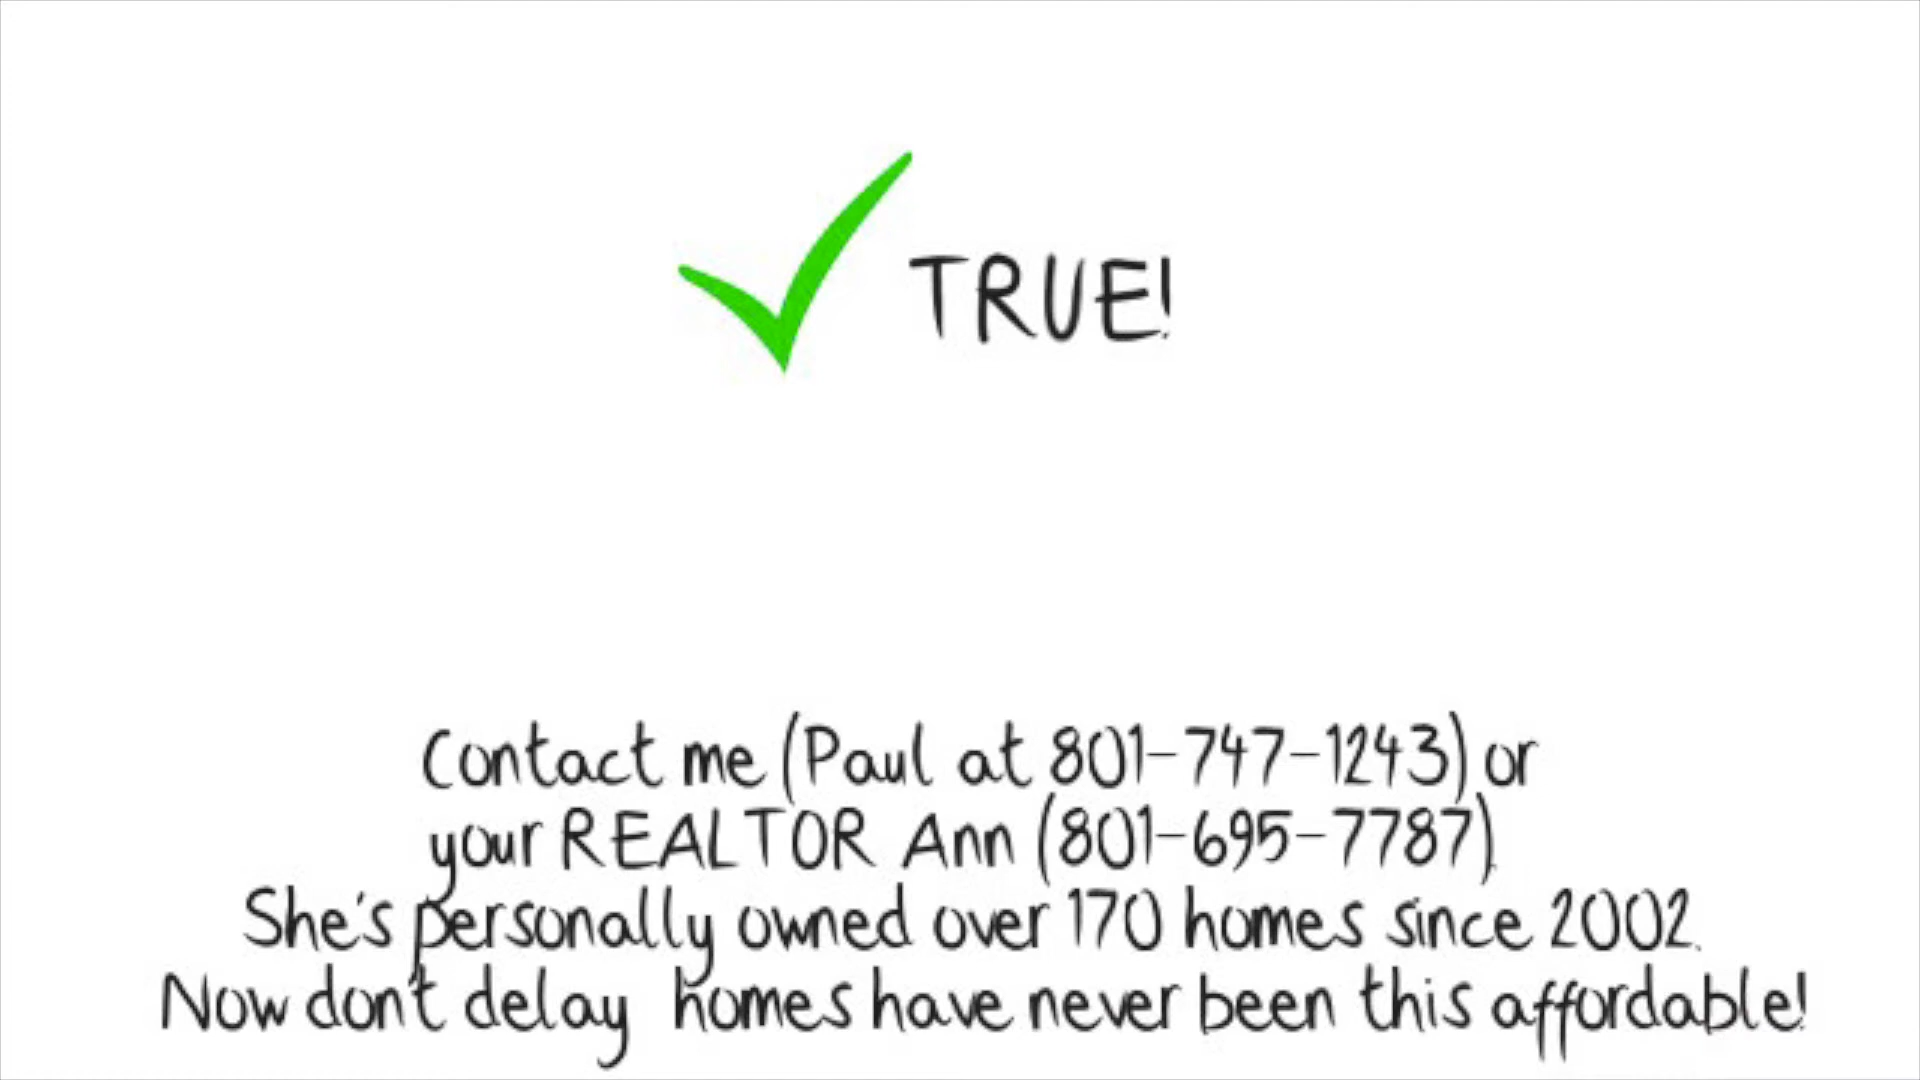 TRUE!
Contact me (Paul at 801-747-1243) or
your REALTOR Ann (801-695-7787).
She's personally owned over 170 homes since 2002.
Now don't delay homes have never been this affordable!